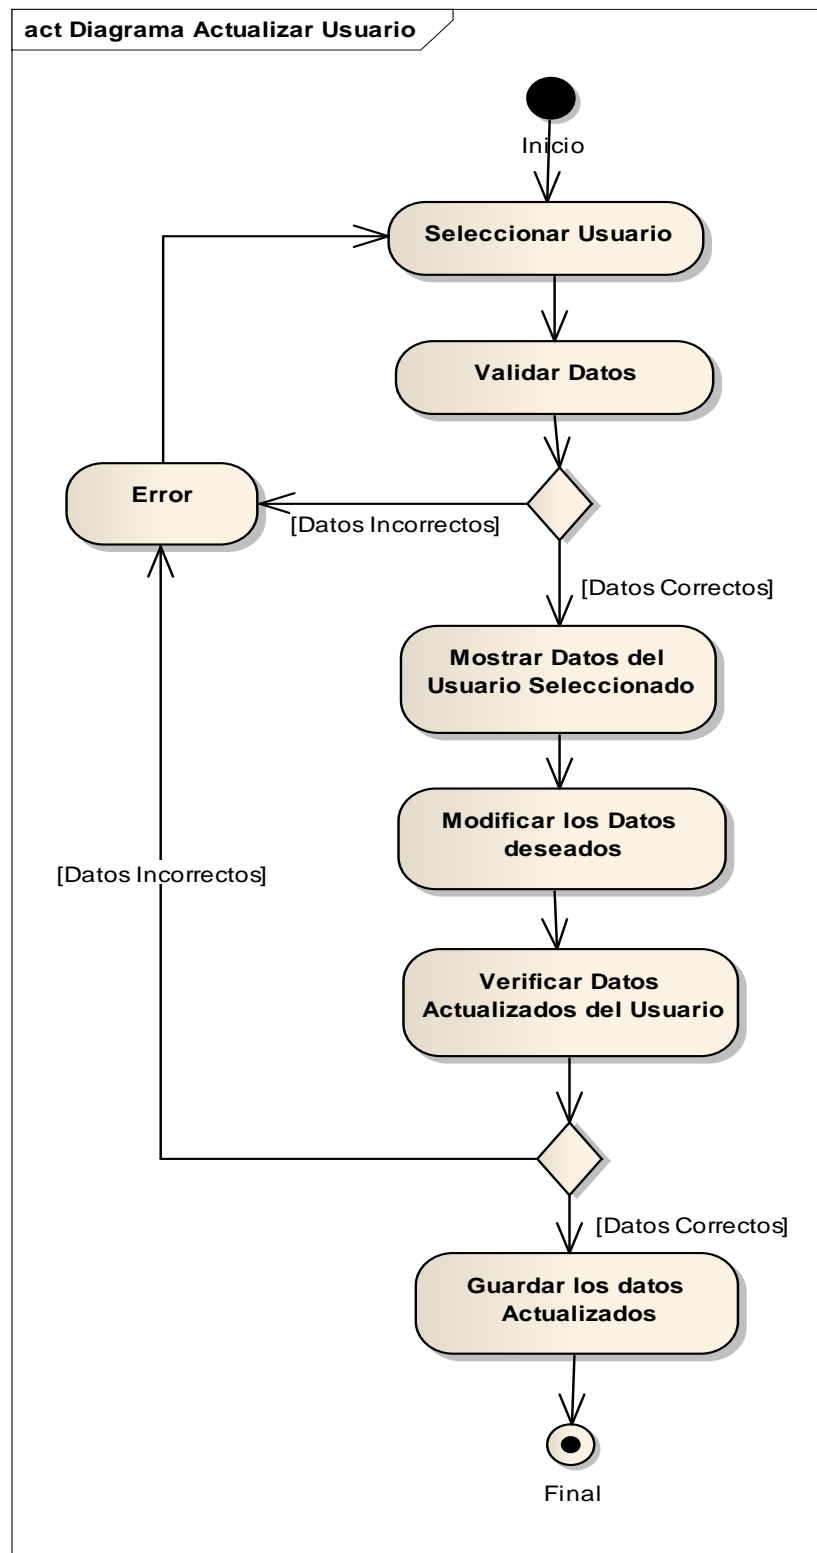 act Diagrama Actualizar Usuario
Inicio
Seleccionar Usuario
Validar Datos
Error
[Datos Incorrectos]
[Datos Correctos]
Mostrar Datos del
Usuario Seleccionado
Modificar los Datos
deseados
[Datos Incorrectos]
Verificar Datos
Actualizados del Usuario
[Datos Correctos]
Guardar los datos
Actualizados
Final